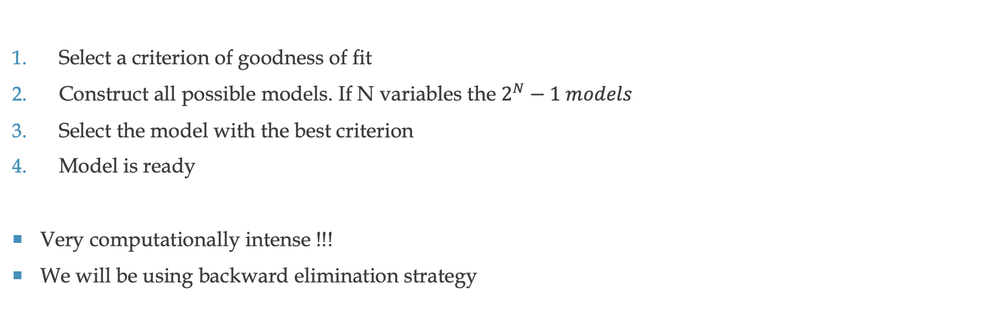 1. Select a criterion of goodness of fit
2. Construct all possible models. If N variables the 2^N − 1 models
3. Select the model with the best criterion
4. Model is ready
▪ Very computationally intense !!!
▪ We will be using backward elimination strategy